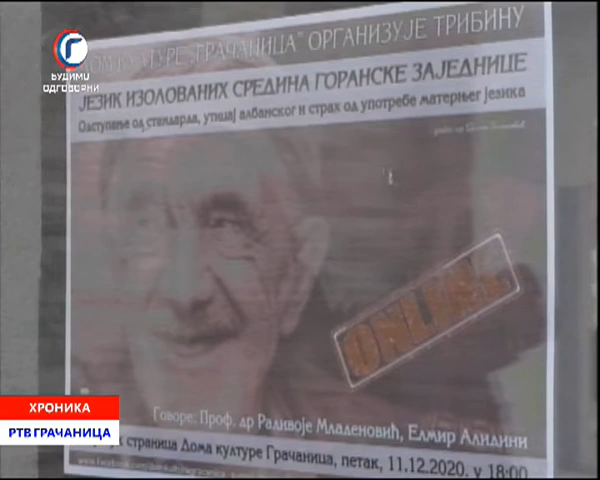 БУДИМО
ОДГОВОРНИ
ДОМ КУЛТУРЕ „ГРАЧАНИЦА” ОРГАНИЗУЈЕ ТРИБИНУ
ЈЕЗИК ИЗОЛОВАНИХ СРЕДИНА ГОРАНСКЕ ЗАЈЕДНИЦЕ
Одступање од стандарда, утицај албанског и страх од употребе матерњег језика
ONLINE
Говоре: Проф. др Радивоје Младеновић, Елмир Алидини
страница Дома културе Грачаница, петак, 11.12.2020. у 18:00
ХРОНИКА
РТВ ГРАЧАНИЦА